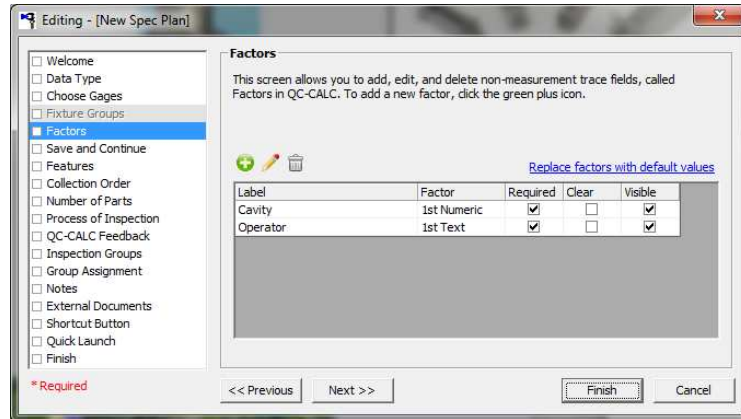 Editing - [New Spec Plan]
Welcome
Data Type
Choose Gages
Fixture Groups
Factors
Save and Continue
Features
Collection Order
Number of Parts
Process of Inspection
QC-CALC Feedback
Inspection Groups
Group Assignment
Notes
External Documents
Shortcut Button
Quick Launch
Finish
* Required
Factors
This screen allows you to add, edit, and delete non-measurement trace fields, called
Factors in QC-CALC. To add a new factor, click the green plus icon.
Replace factors with default values
Label Factor Required Clear Visible
Cavity 1st Numeric
Operator 1st Text
<< Previous Next >> Finish Cancel